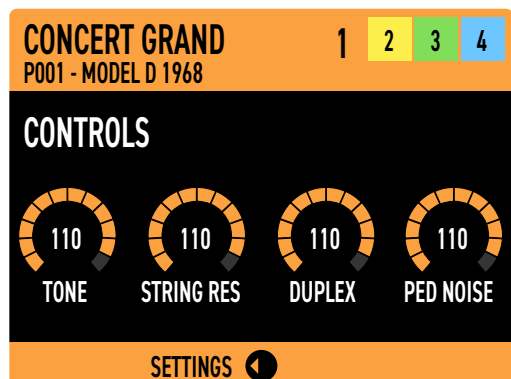 CONCERT GRAND 1 2 3 4
P001 - MODEL D 1968
CONTROLS
110 110 110 110
TONE STRING RES DUPLEX PED NOISE
SETTINGS